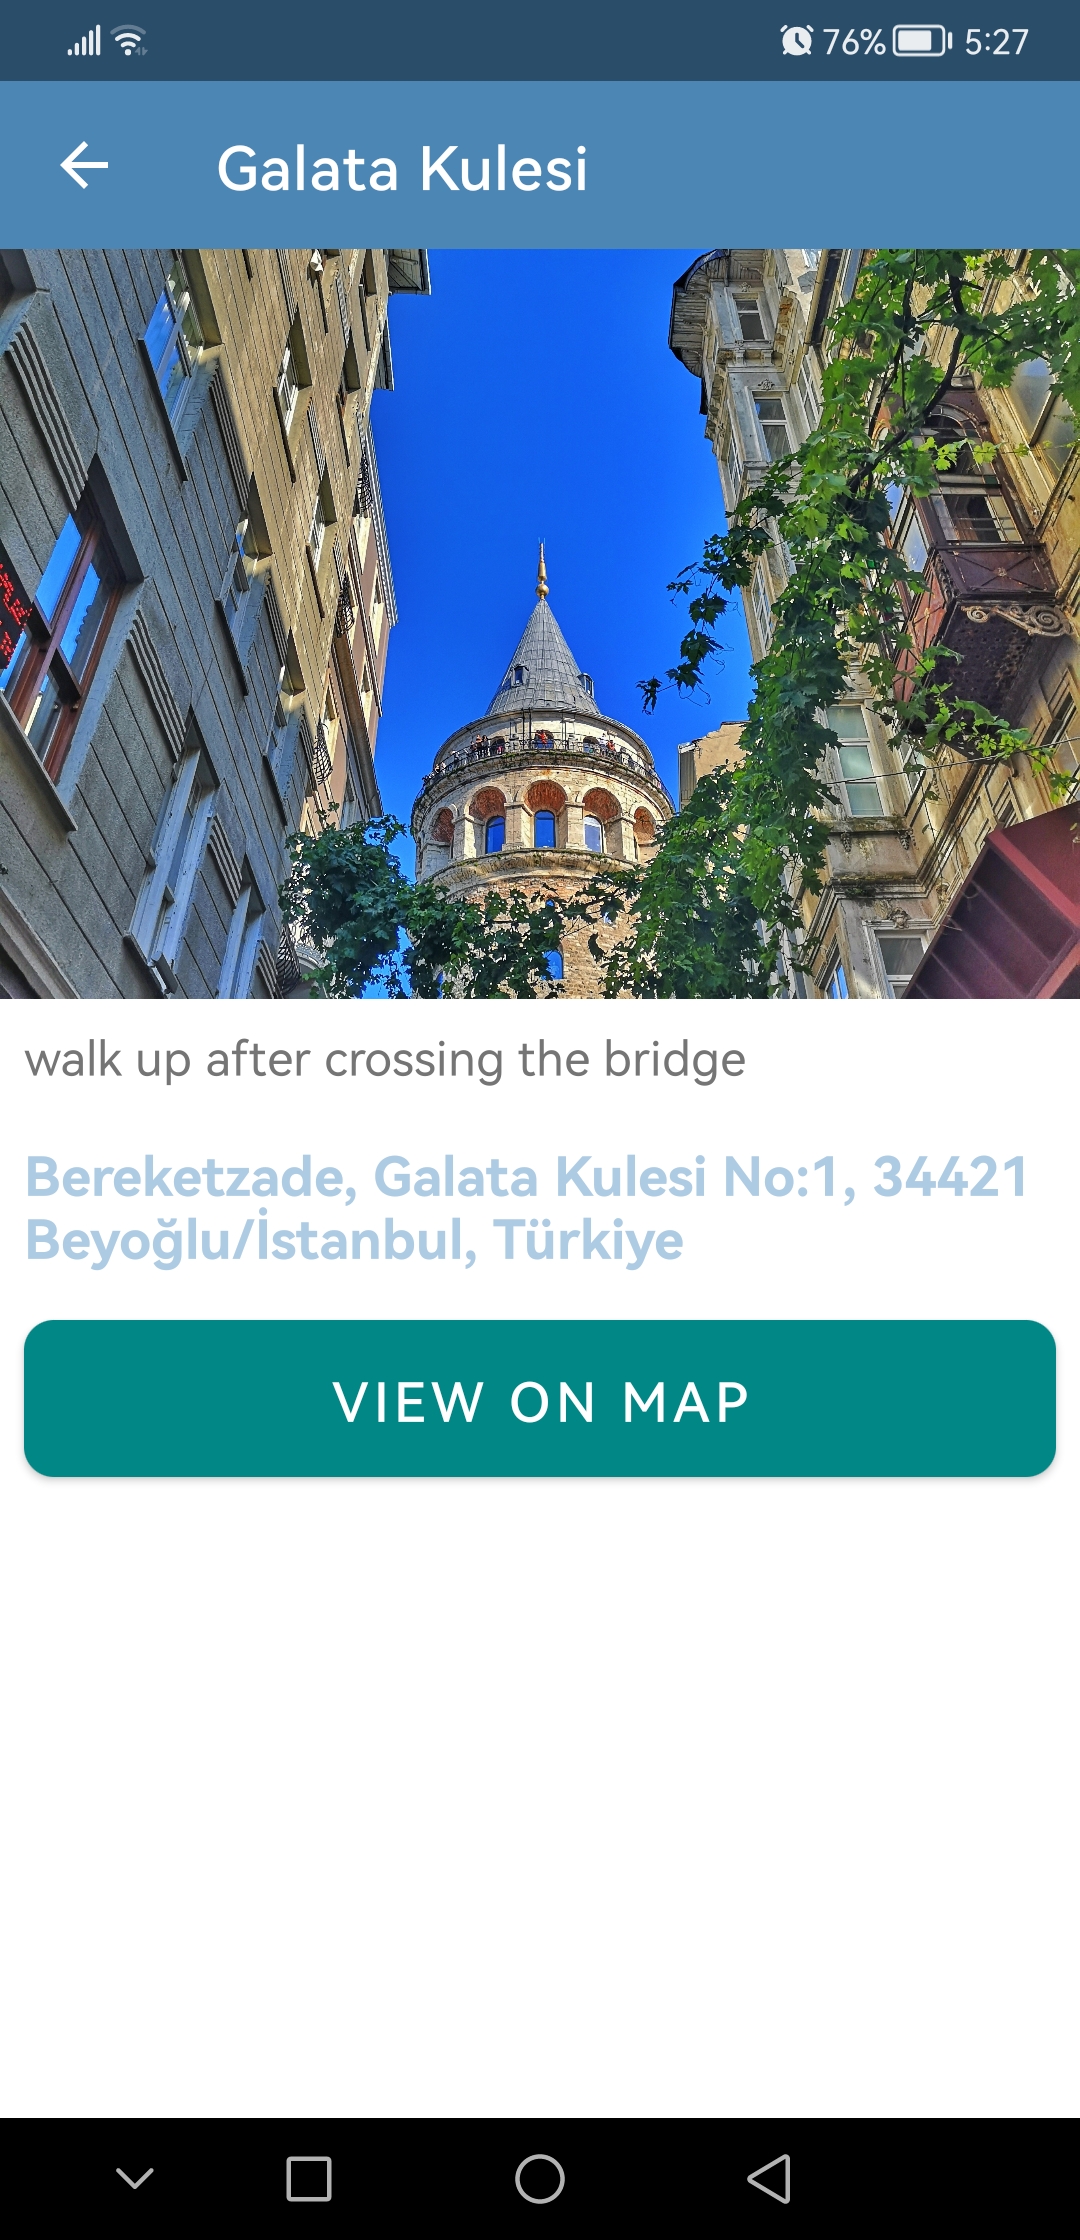 76% 5:27
Galata Kulesi
walk up after crossing the bridge
Bereketzade, Galata Kulesi No:1, 34421
Beyoğlu/İstanbul, Türkiye
VIEW ON MAP